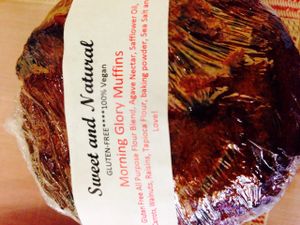 Sweet and Natural
GLUTEN-FREE****100% Vegan
Morning Glory Muffins
Gluten Free All Purpose Flour Blend, Agave Nectar, Safflower Oil,
Carrots, Walnuts, Raisins, Tapioca Flour, baking powder, Sea Salt and
Love!